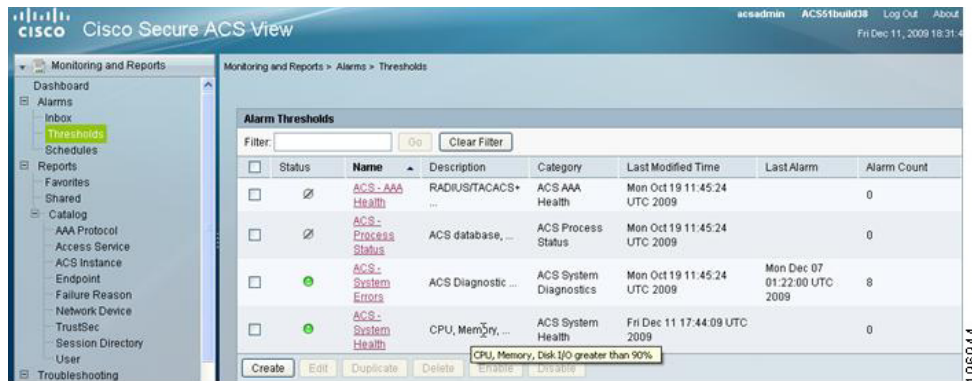 acsadmin ACS51build38 Log Out About
CISCO Cisco Secure ACS View
Fri Dec 11, 2009 18:31:4
Monitoring and Reports
Dashboard
Alarms
Inbox
Thresholds
Schedules
Reports
Favorites
Shared
Catalog
AAA Protocol
Access Service
ACS Instance
Endpoint
Failure Reason
Network Device
TrustSec
Session Directory
User
Troubleshooting
Monitoring and Reports > Alarms > Thresholds
Alarm Thresholds
Filter: Go Clear Filter
Status Name Description Category Last Modified Time Last Alarm Alarm Count
ACS - AAA Health RADIUS/TACACS+ ... ACS AAA Health Mon Oct 19 11:45:24 UTC 2009 0
ACS - Process Status ACS database, ... ACS Process Status Mon Oct 19 11:45:24 UTC 2009 0
ACS - System Errors ACS Diagnostic ... ACS System Diagnostics Mon Oct 19 11:45:24 UTC 2009 Mon Dec 07 01:22:00 UTC 2009 8
ACS - System Health CPU, Memory, ... ACS System Health Fri Dec 11 17:44:09 UTC 2009 0
CPU, Memory, Disk I/O greater than 90%
Create Edit Duplicate Delete Enable Disable